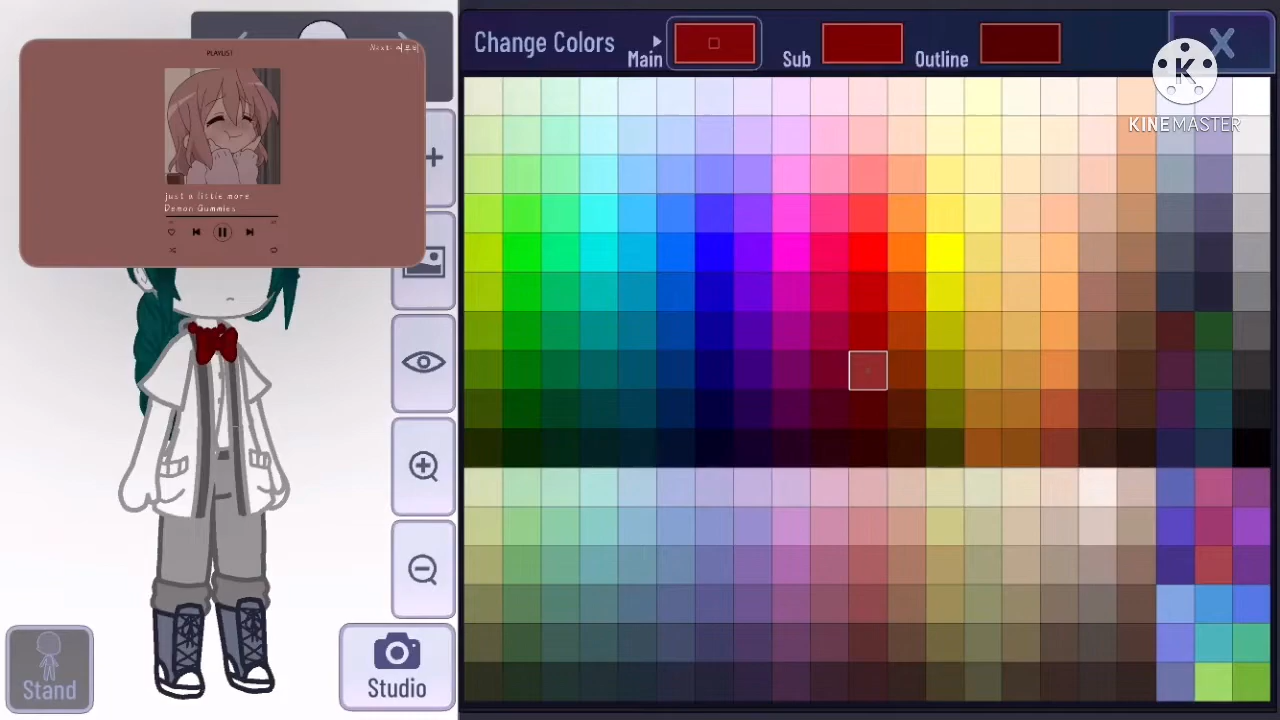 PLAYLIST
just a little more
Demon Gummies
Change Colors
Main
Sub
Outline
KINEMASTER
Stand
Studio